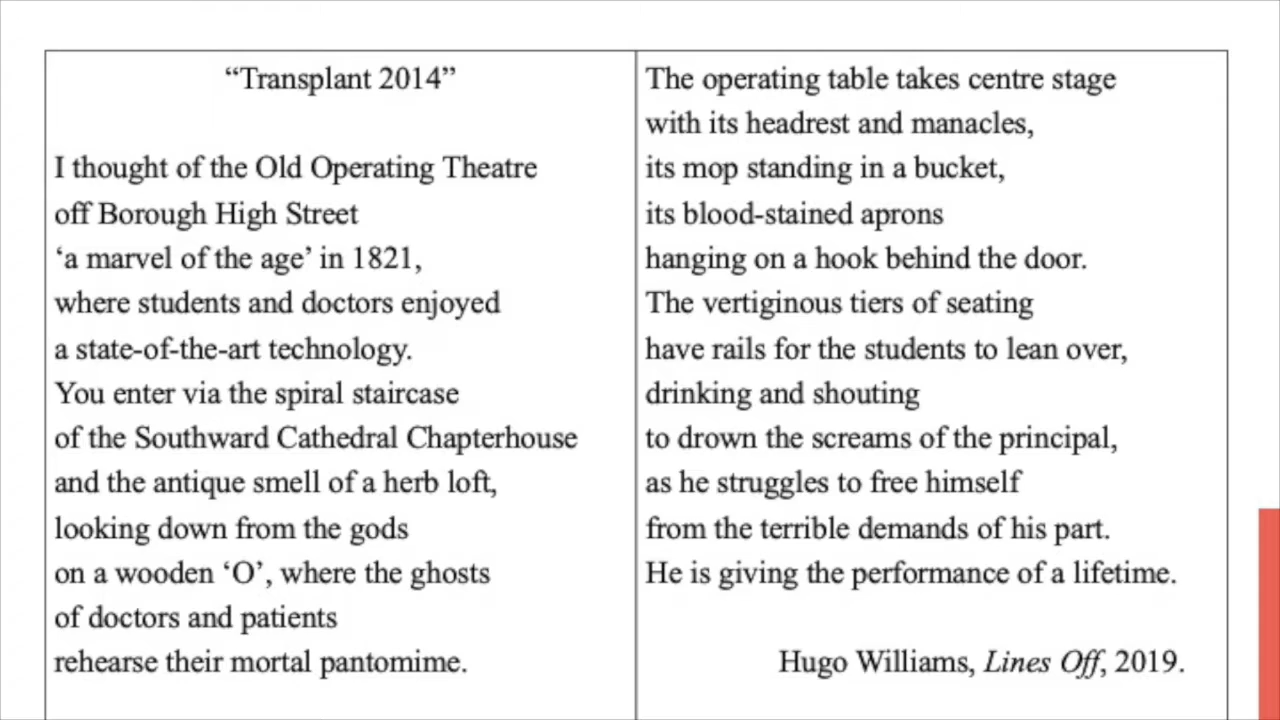 “Transplant 2014”
I thought of the Old Operating Theatre
off Borough High Street
‘a marvel of the age’ in 1821,
where students and doctors enjoyed
a state-of-the-art technology.
You enter via the spiral staircase
of the Southward Cathedral Chapterhouse
and the antique smell of a herb loft,
looking down from the gods
on a wooden ‘O’, where the ghosts
of doctors and patients
rehearse their mortal pantomime.
The operating table takes centre stage
with its headrest and manacles,
its mop standing in a bucket,
its blood-stained aprons
hanging on a hook behind the door.
The vertiginous tiers of seating
have rails for the students to lean over,
drinking and shouting
to drown the screams of the principal,
as he struggles to free himself
from the terrible demands of his part.
He is giving the performance of a lifetime.
Hugo Williams, Lines Off, 2019.